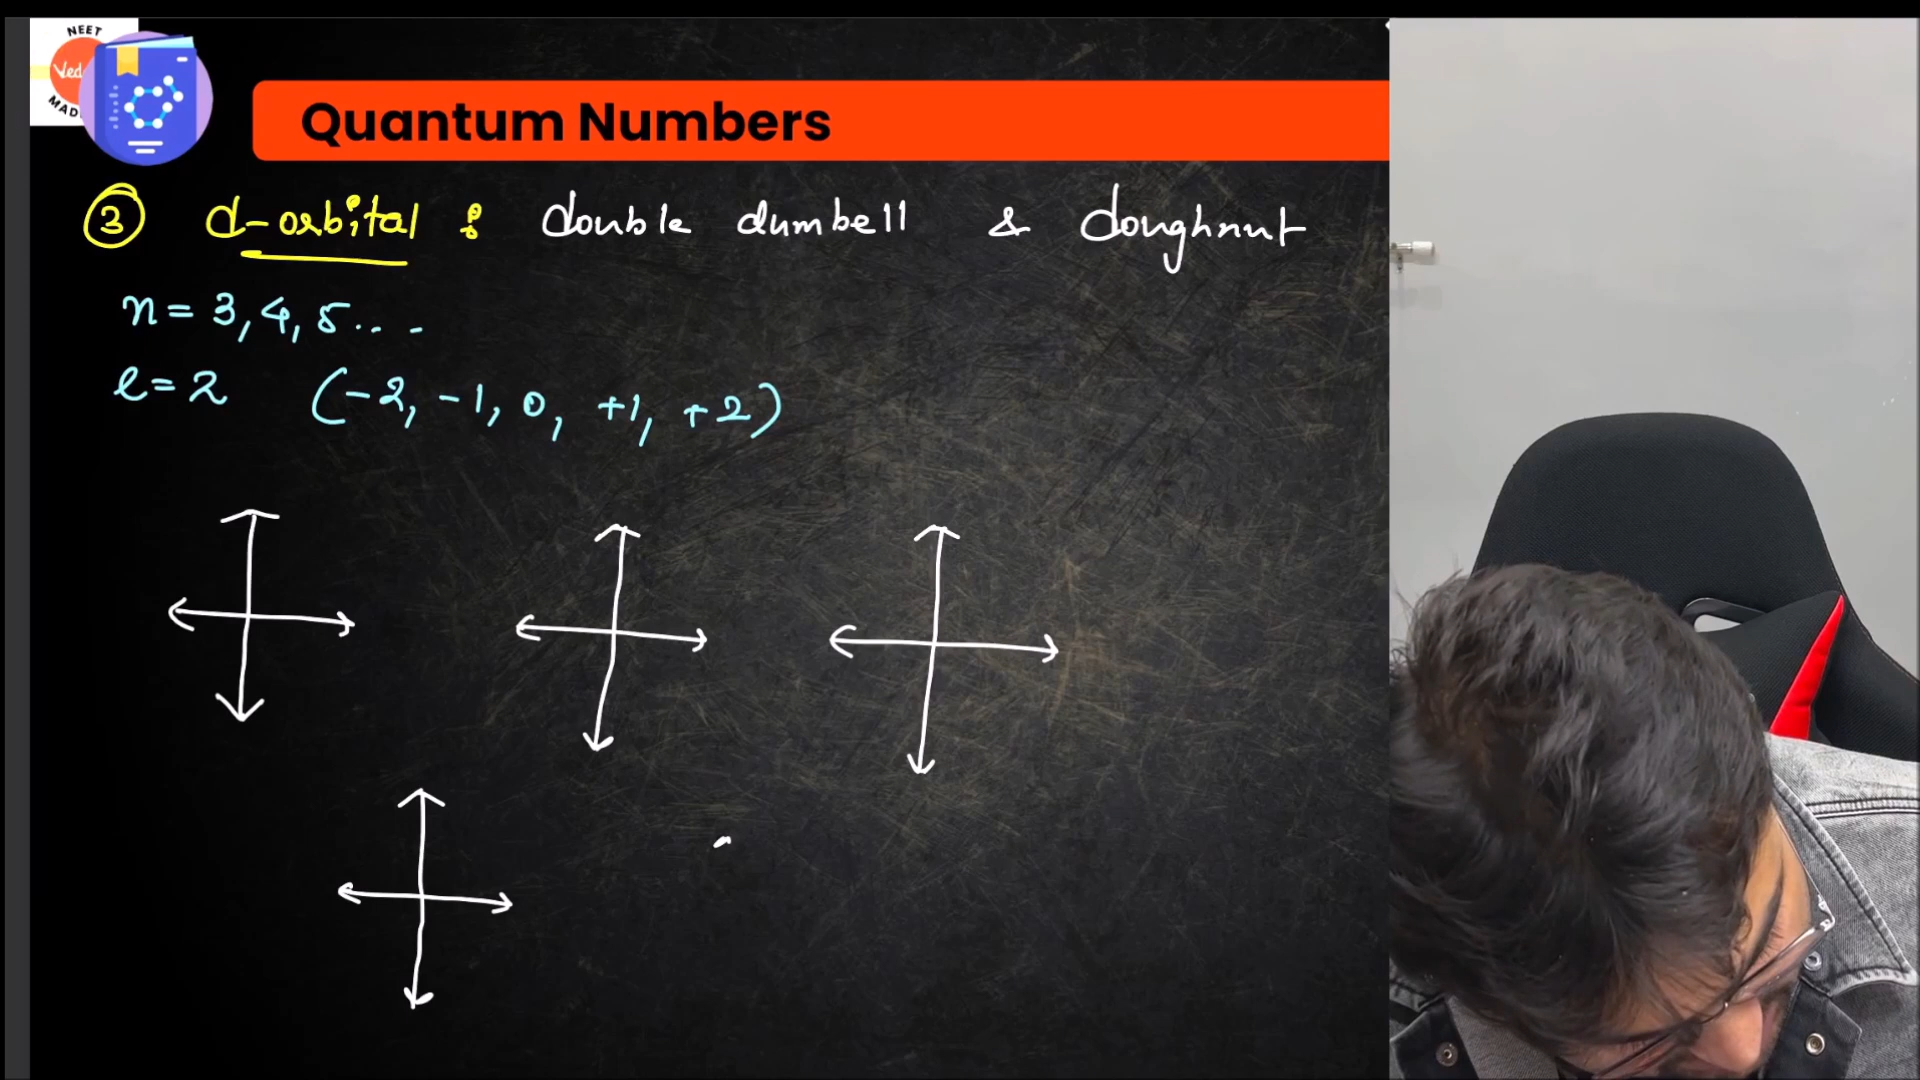 NEET
Ved
MAD
Quantum Numbers
③ d-orbital : double dumbell & doughnut
n = 3, 4, 5 . . .
l = 2 (-2, -1, 0, +1, +2)